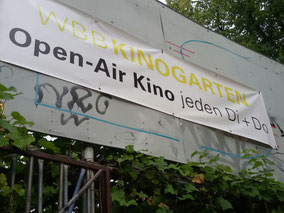 WBB KINOGARTEN
Open-Air Kino jeden Di + Do